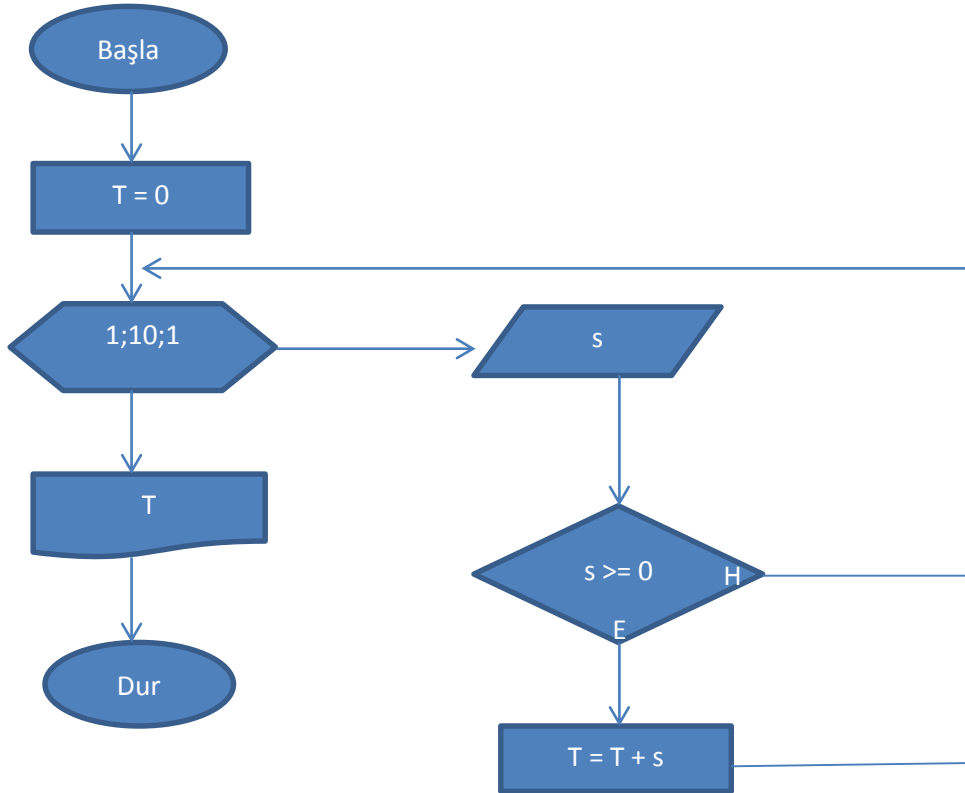 Başla
T = 0
1;10;1
s
T
s >= 0
H
E
Dur
T = T + s